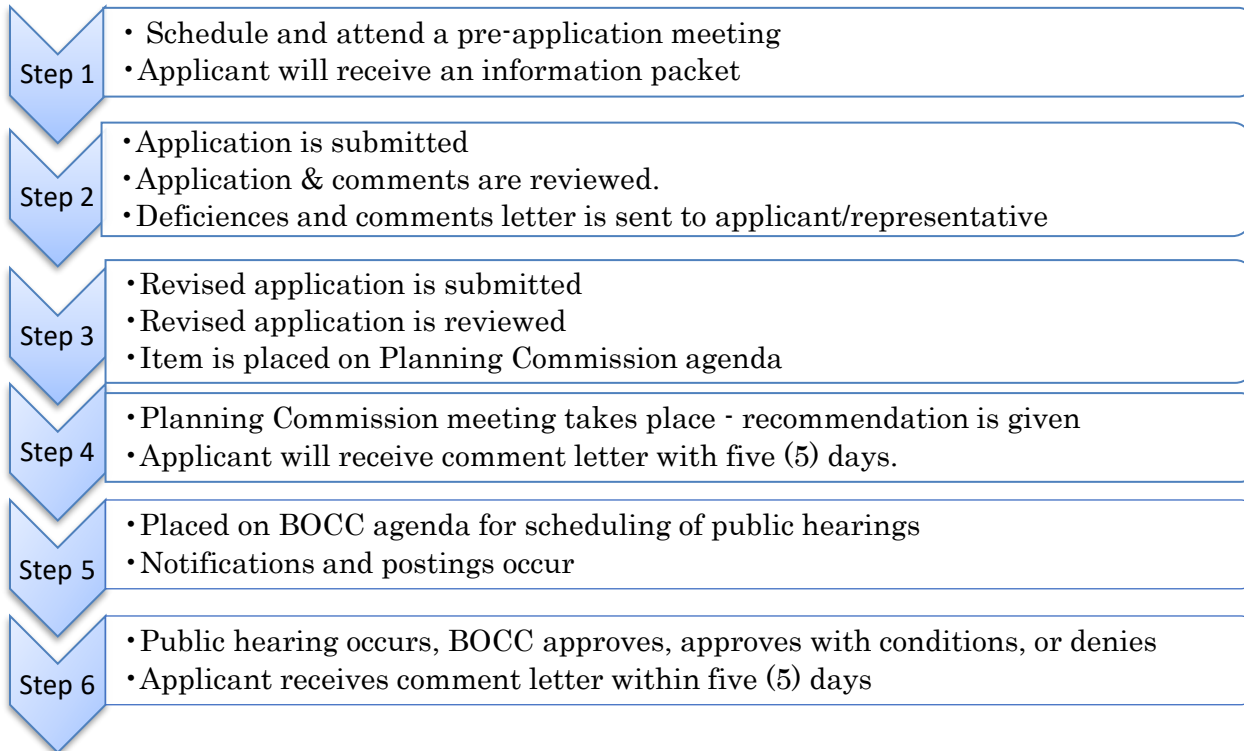 Step 1
• Schedule and attend a pre-application meeting
•Applicant will receive an information packet
Step 2
•Application is submitted
•Application & comments are reviewed.
•Deficiences and comments letter is sent to applicant/representative
Step 3
•Revised application is submitted
•Revised application is reviewed
•Item is placed on Planning Commission agenda
Step 4
•Planning Commission meeting takes place - recommendation is given
•Applicant will receive comment letter with five (5) days.
Step 5
•Placed on BOCC agenda for scheduling of public hearings
•Notifications and postings occur
Step 6
•Public hearing occurs, BOCC approves, approves with conditions, or denies
•Applicant receives comment letter within five (5) days